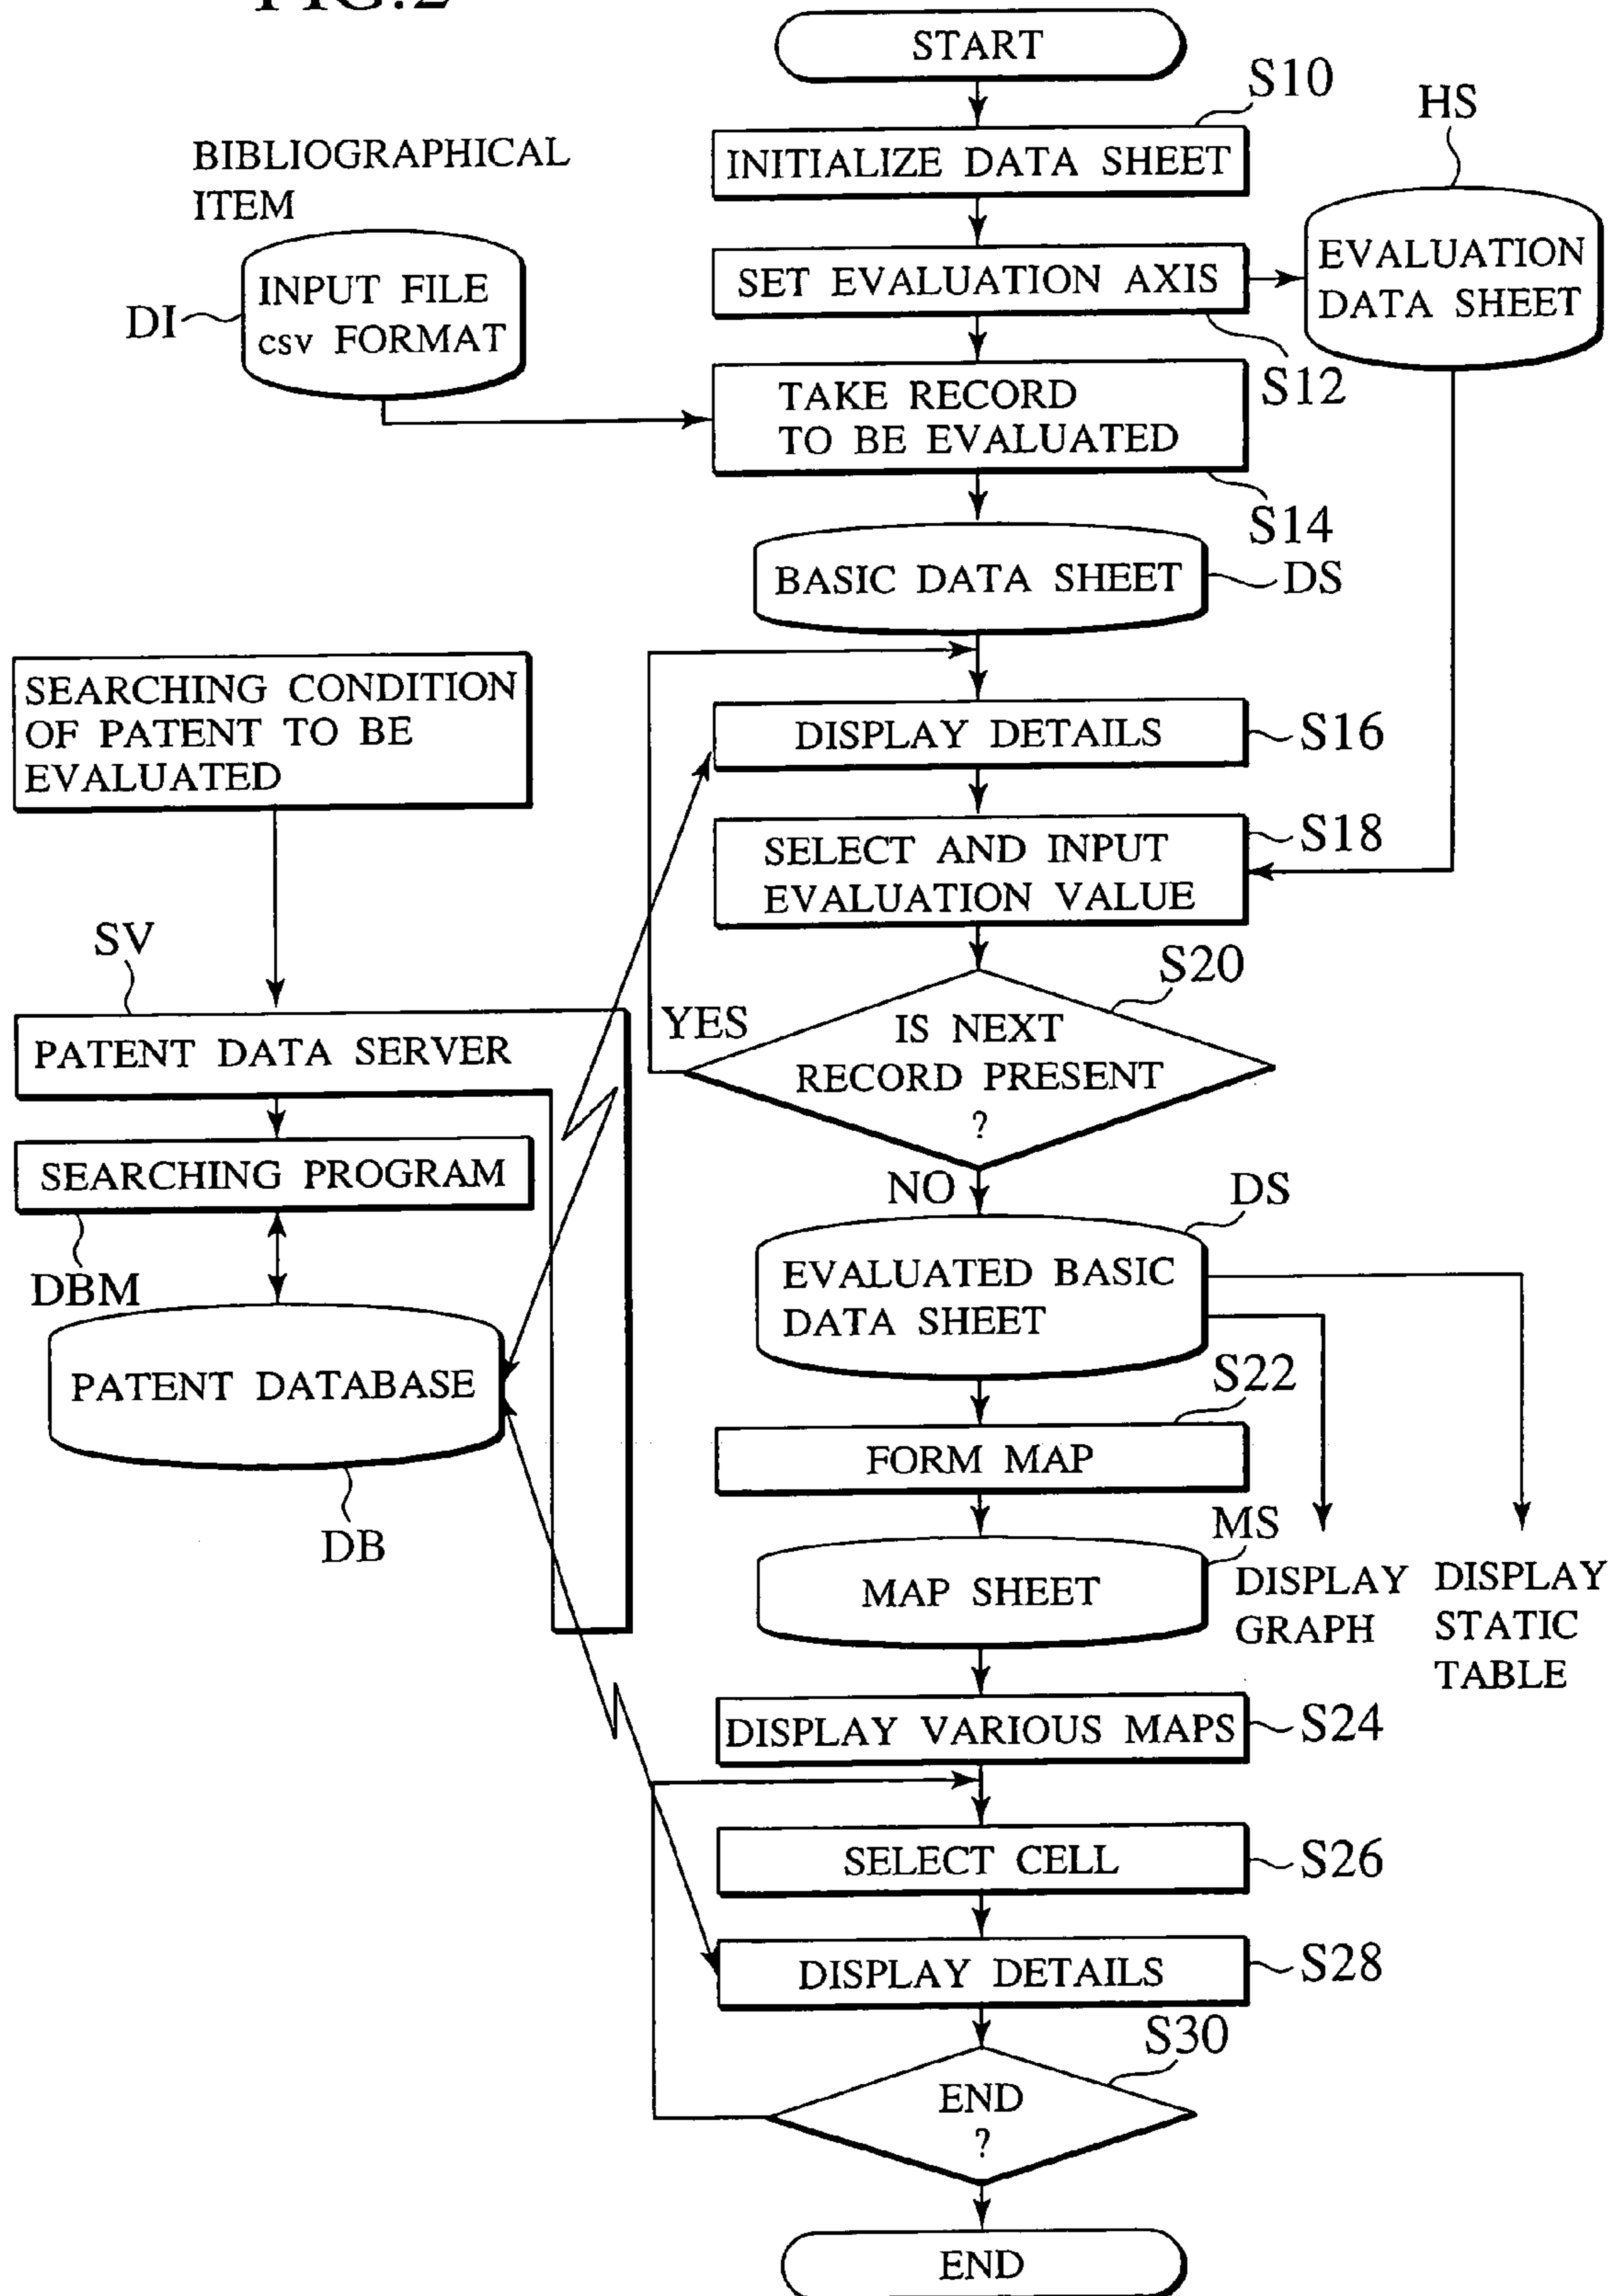 FIG.2
START
S10
HS
BIBLIOGRAPHICAL
ITEM
INITIALIZE DATA SHEET
INPUT FILE
csv FORMAT
DI
SET EVALUATION AXIS
EVALUATION
DATA SHEET
S12
TAKE RECORD
TO BE EVALUATED
S14
BASIC DATA SHEET
DS
SEARCHING CONDITION
OF PATENT TO BE
EVALUATED
DISPLAY DETAILS
S16
SELECT AND INPUT
EVALUATION VALUE
S18
SV
S20
PATENT DATA SERVER
YES
IS NEXT
RECORD PRESENT
?
SEARCHING PROGRAM
DBM
NO
DS
EVALUATED BASIC
DATA SHEET
PATENT DATABASE
DB
S22
FORM MAP
MS
MAP SHEET
DISPLAY
GRAPH
DISPLAY
STATIC
TABLE
DISPLAY VARIOUS MAPS
S24
SELECT CELL
S26
DISPLAY DETAILS
S28
S30
END
?
END